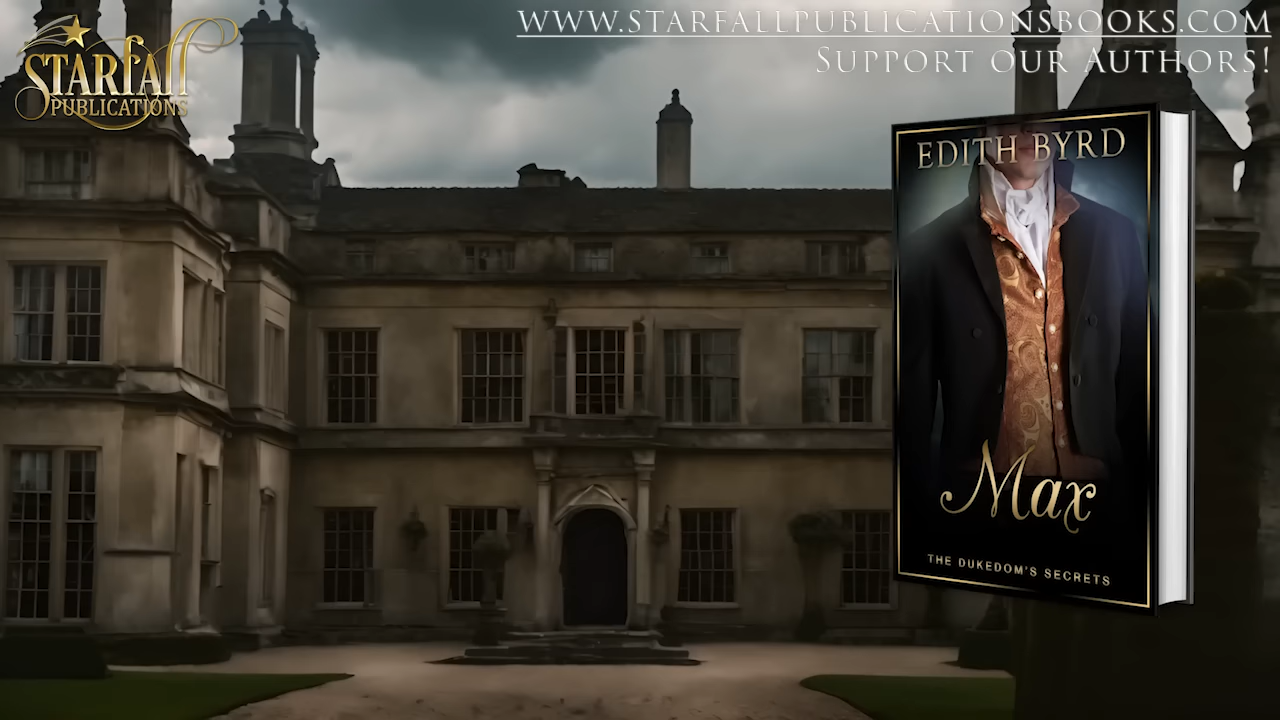 STARfall
PUBLICATIONS
www.starfallpublicationsbooks.com
Support our Authors!
EDITH BYRD
Max
THE DUKEDOM'S SECRETS